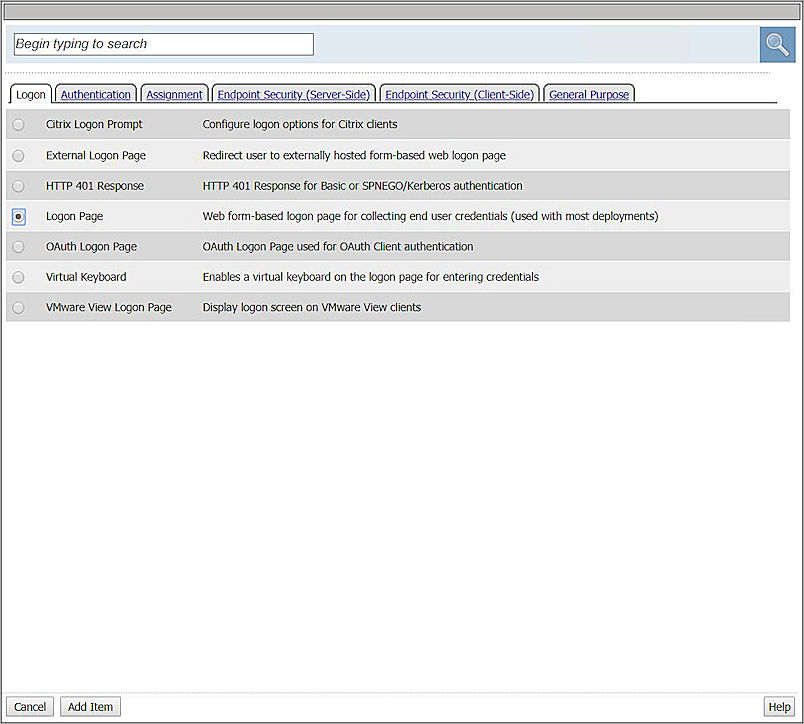 Begin typing to search
Logon Authentication Assignment Endpoint Security (Server-Side) Endpoint Security (Client-Side) General Purpose
Citrix Logon Prompt Configure logon options for Citrix clients
External Logon Page Redirect user to externally hosted form-based web logon page
HTTP 401 Response HTTP 401 Response for Basic or SPNEGO/Kerberos authentication
Logon Page Web form-based logon page for collecting end user credentials (used with most deployments)
OAuth Logon Page OAuth Logon Page used for OAuth Client authentication
Virtual Keyboard Enables a virtual keyboard on the logon page for entering credentials
VMware View Logon Page Display logon screen on VMware View clients
Cancel Add Item Help